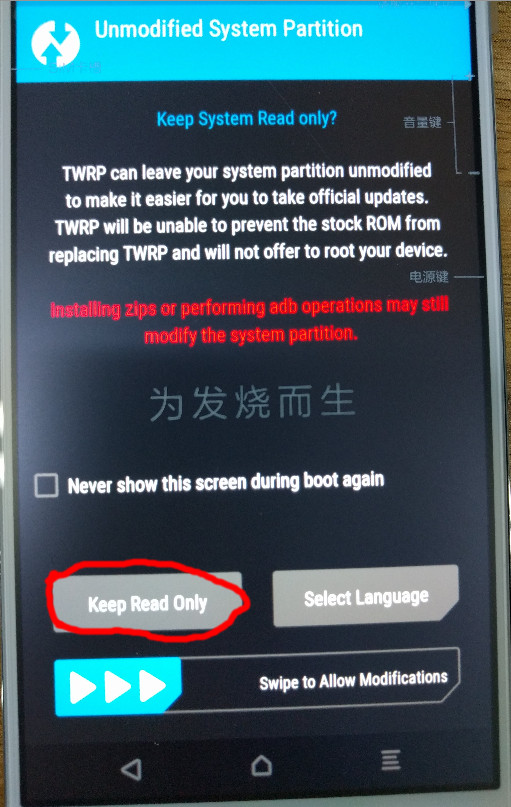 Unmodified System Partition
Keep System Read only?
音量键
TWRP can leave your system partition unmodified
to make it easier for you to take official updates.
TWRP will be unable to prevent the stock ROM from
replacing TWRP and will not offer to root your device.
电源键
Installing zips or performing adb operations may still
modify the system partition.
为发烧而生
Never show this screen during boot again
Keep Read Only
Select Language
Swipe to Allow Modifications